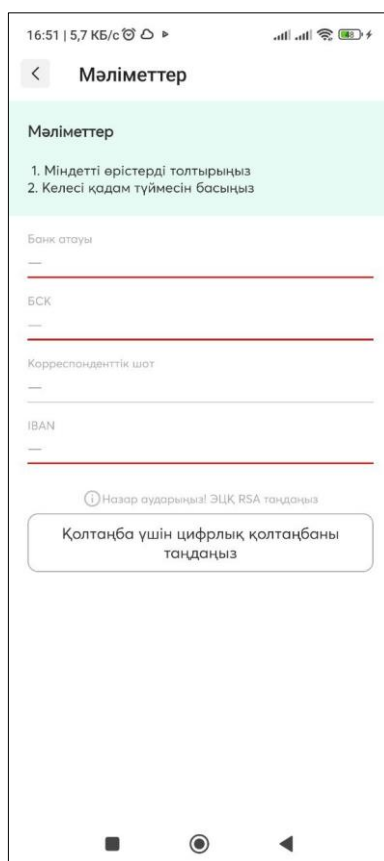 16:51 | 5,7 КБ/с
48
Мәліметтер
Мәліметтер
1. Міндетті өрістерді толтырыңыз
2. Келесі қадам түймесін басыңыз
Банк атауы
—
БСК
—
Корреспонденттік шот
—
IBAN
—
Назар аударыңыз! ЭЦҚ RSA таңдаңыз
Қолтаңба үшін цифрлық қолтаңбаны
таңдаңыз